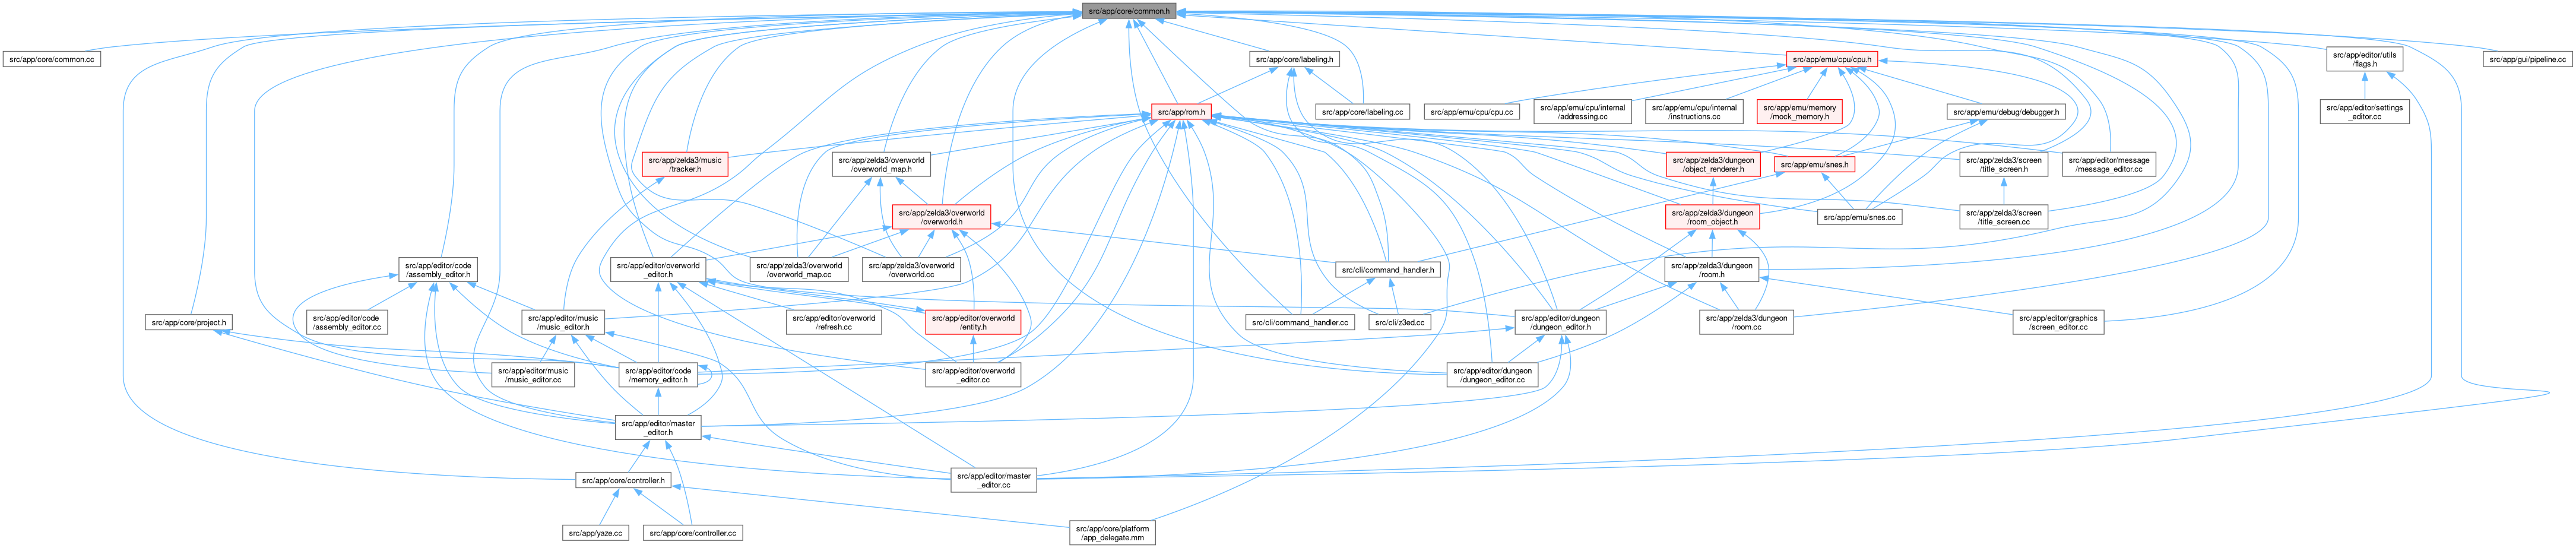 src/app/core/common.h
src/app/core/common.cc
src/app/core/labeling.h
src/app/emu/cpu/cpu.h
src/app/editor/utils
/flags.h
src/app/gui/pipeline.cc
src/app/rom.h
src/app/core/labeling.cc
src/app/emu/cpu/cpu.cc
src/app/emu/cpu/internal
/addressing.cc
src/app/emu/cpu/internal
/instructions.cc
src/app/emu/memory
/mock_memory.h
src/app/emu/debug/debugger.h
src/app/editor/settings
_editor.cc
src/app/zelda3/music
/tracker.h
src/app/zelda3/overworld
/overworld_map.h
src/app/zelda3/dungeon
/object_renderer.h
src/app/emu/snes.h
src/app/zelda3/screen
/title_screen.h
src/app/editor/message
/message_editor.cc
src/app/zelda3/overworld
/overworld.h
src/app/zelda3/dungeon
/room_object.h
src/app/emu/snes.cc
src/app/zelda3/screen
/title_screen.cc
src/app/editor/code
/assembly_editor.h
src/app/editor/overworld
_editor.h
src/app/zelda3/overworld
/overworld_map.cc
src/app/zelda3/overworld
/overworld.cc
src/cli/command_handler.h
src/app/zelda3/dungeon
/room.h
src/app/core/project.h
src/app/editor/code
/assembly_editor.cc
src/app/editor/music
/music_editor.h
src/app/editor/overworld
/refresh.cc
src/app/editor/overworld
/entity.h
src/cli/command_handler.cc
src/cli/z3ed.cc
src/app/editor/dungeon
/dungeon_editor.h
src/app/zelda3/dungeon
/room.cc
src/app/editor/graphics
/screen_editor.cc
src/app/editor/music
/music_editor.cc
src/app/editor/code
/memory_editor.h
src/app/editor/overworld
_editor.cc
src/app/editor/dungeon
/dungeon_editor.cc
src/app/editor/master
_editor.h
src/app/core/controller.h
src/app/editor/master
_editor.cc
src/app/yaze.cc
src/app/core/controller.cc
src/app/core/platform
/app_delegate.mm